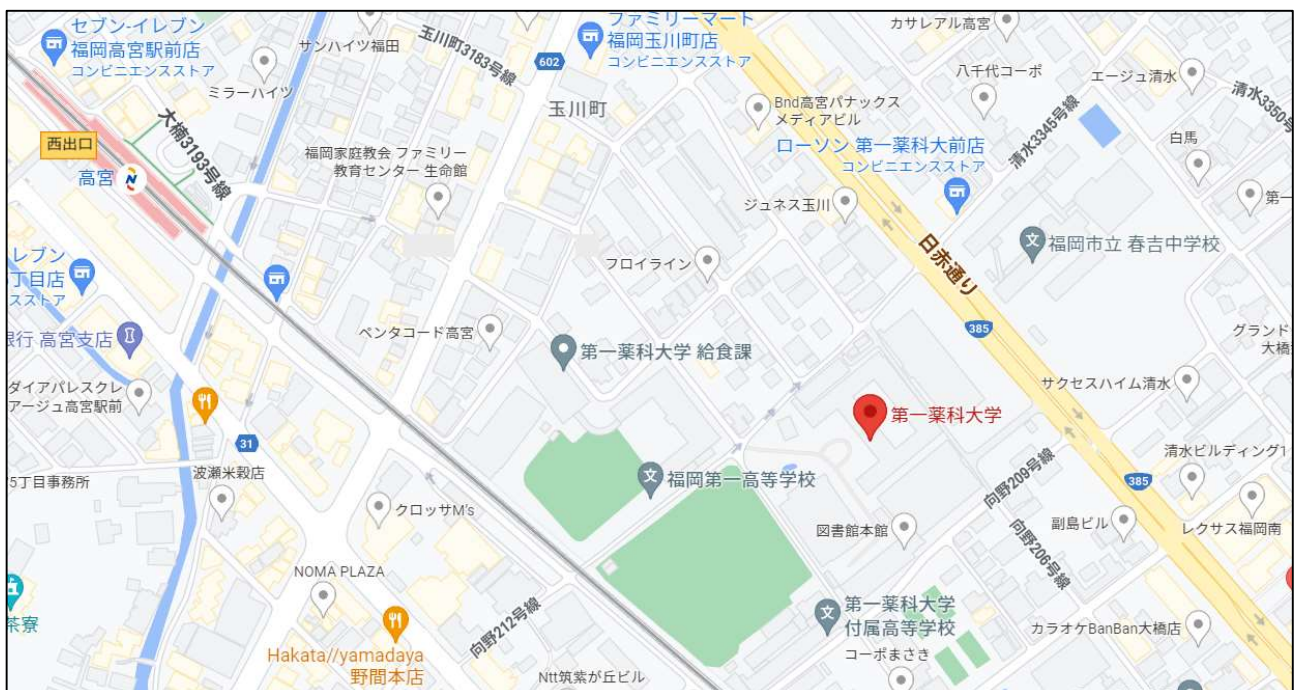 セブン-イレブン
福岡高宮駅前店
コンビニエンスストア
サンハイツ福田
玉川町3183号線
602
ファミリーマート
福岡玉川町店
コンビニエンスストア
カサレアル高宮
八千代コーポ
エージュ清水
清水3350号
ミラーハイツ
大楠3193号線
西出口
高宮
玉川町
福岡家庭教会 ファミリー
教育センター 生命館
Bnd高宮パナックス
メディアビル
ローソン 第一薬科大前店
コンビニエンスストア
清水3345号線
白馬
第一
ジュネス玉川
日赤通り
福岡市立 春吉中学校
レブン
丁目店
スストア
フロイライン
385
銀行 高宮支店
ペンタコード高宮
第一薬科大学 給食課
グランド
大橋
ダイアパレスクレ
アージュ高宮駅前
サクセスハイム清水
第一薬科大学
31
波瀬米穀店
5丁目事務所
クロッサM's
福岡第一高等学校
向野209号線
385
清水ビルディング1
図書館本館
向野206号線
副島ビル
レクサス福岡南
NOMA PLAZA
茶寮
向野212号線
第一薬科大学
付属高等学校
カラオケBanBan大橋店
Hakata//yamadaya
野間本店
コーポまさき
Ntt筑紫が丘ビル